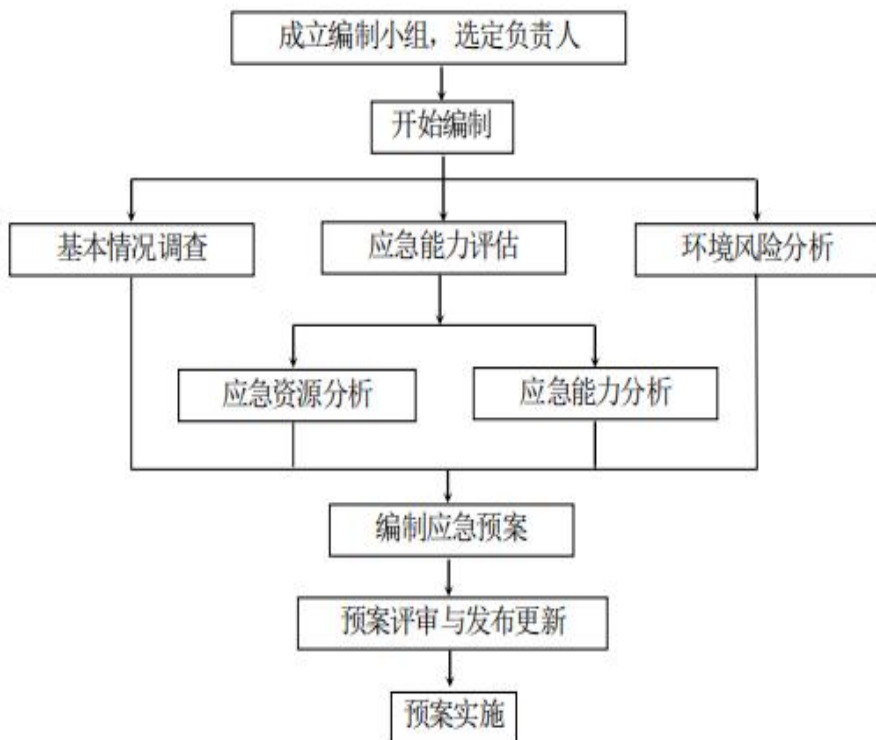 成立编制小组，选定负责人
开始编制
基本情况调查
应急能力评估
环境风险分析
应急资源分析
应急能力分析
编制应急预案
预案评审与发布更新
预案实施